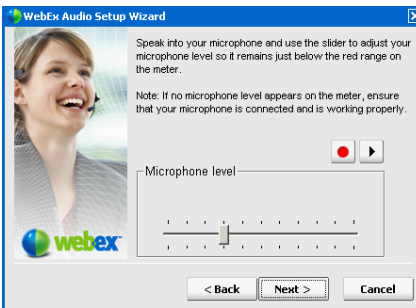 WebEx Audio Setup Wizard
Speak into your microphone and use the slider to adjust your
microphone level so it remains just below the red range on
the meter.
Note: If no microphone level appears on the meter, ensure
that your microphone is connected and is working properly.
Microphone level
webex
< Back
Next >
Cancel